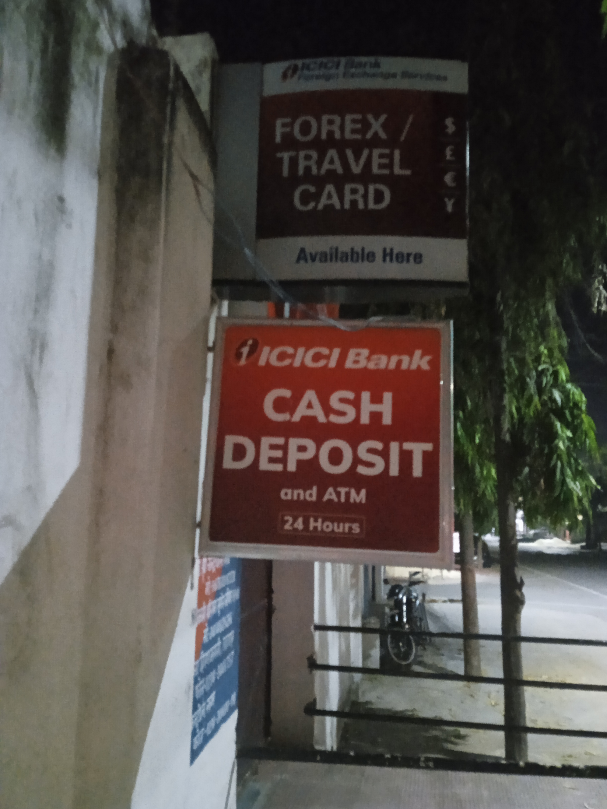 ICICI Bank
Foreign Exchange Services
FOREX /
TRAVEL
CARD
$
£
€
¥
Available Here
ICICI Bank
CASH
DEPOSIT
and ATM
24 Hours